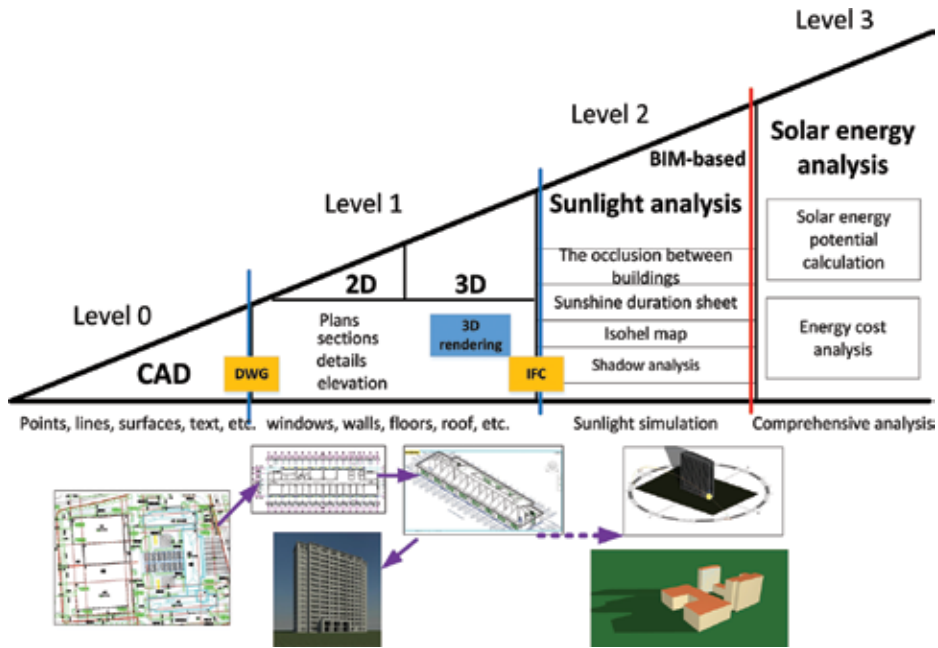 Level 3
Level 2
Level 1
Level 0
BIM-based
Solar energy
analysis
Sunlight analysis
Solar energy
potential
calculation
The occlusion between
buildings
2D
3D
Sunshine duration sheet
Plans
sections
details
elevation
3D
rendering
Isohel map
Energy cost
analysis
Shadow analysis
CAD
DWG
IFC
Points, lines, surfaces, text, etc.
windows, walls, floors, roof, etc.
Sunlight simulation
Comprehensive analysis